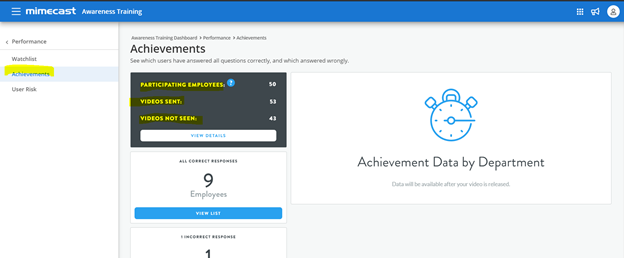 mimecast Awareness Training
Performance
Watchlist
Achievements
User Risk
Awareness Training Dashboard > Performance > Achievements
Achievements
See which users have answered all questions correctly, and which answered wrongly.
PARTICIPATING EMPLOYEES: ? 50
VIDEOS SENT: 53
VIDEOS NOT SEEN: 43
VIEW DETAILS
ALL CORRECT RESPONSES
9
Employees
VIEW LIST
1 INCORRECT RESPONSE
1
Achievement Data by Department
Data will be available after your video is released.